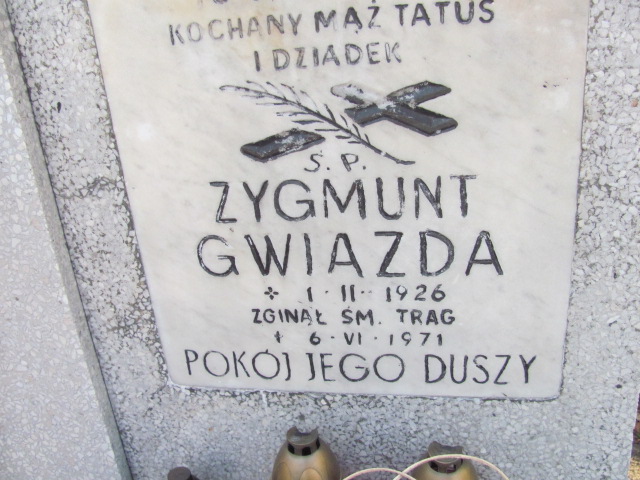 KOCHANY MĄŻ TATUŚ
I DZIADEK
Ś. P.
ZYGMUNT
GWIAZDA
1·II·1926
ZGINĄŁ ŚM. TRAG
6·VI·1971
POKÓJ JEGO DUSZY